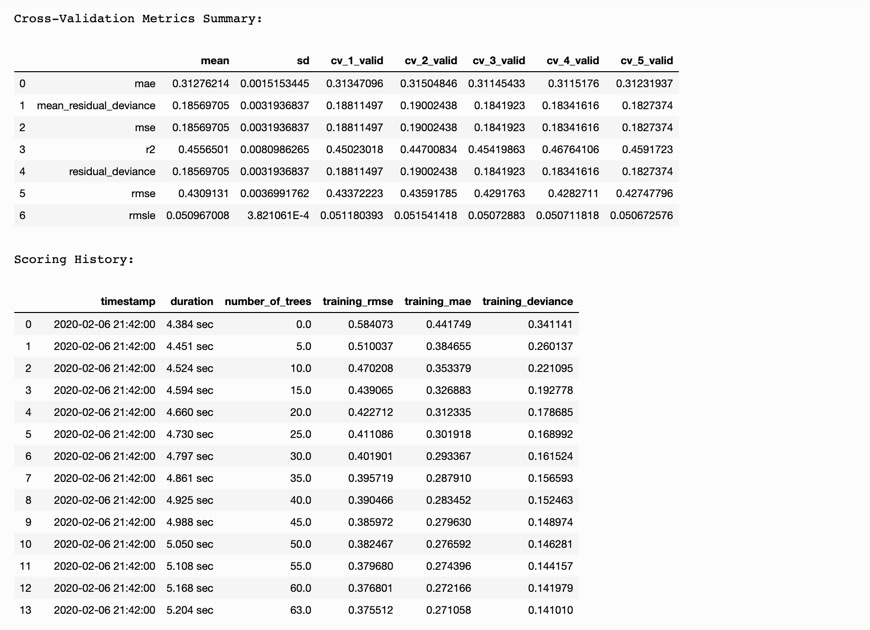 Cross-Validation Metrics Summary:
mean sd cv_1_valid cv_2_valid cv_3_valid cv_4_valid cv_5_valid
0 mae 0.31276214 0.0015153445 0.31347096 0.31504846 0.31145433 0.3115176 0.31231937
1 mean_residual_deviance 0.18569705 0.0031936837 0.18811497 0.19002438 0.1841923 0.18341616 0.1827374
2 mse 0.18569705 0.0031936837 0.18811497 0.19002438 0.1841923 0.18341616 0.1827374
3 r2 0.4556501 0.0080986265 0.45023018 0.44700834 0.45419863 0.46764106 0.4591723
4 residual_deviance 0.18569705 0.0031936837 0.18811497 0.19002438 0.1841923 0.18341616 0.1827374
5 rmse 0.4309131 0.0036991762 0.43372223 0.43591785 0.4291763 0.4282711 0.42747796
6 rmsle 0.050967008 3.821061E-4 0.051180393 0.051541418 0.05072883 0.050711818 0.050672576
Scoring History:
timestamp duration number_of_trees training_rmse training_mae training_deviance
0 2020-02-06 21:42:00 4.384 sec 0.0 0.584073 0.441749 0.341141
1 2020-02-06 21:42:00 4.451 sec 5.0 0.510037 0.384655 0.260137
2 2020-02-06 21:42:00 4.524 sec 10.0 0.470208 0.353379 0.221095
3 2020-02-06 21:42:00 4.594 sec 15.0 0.439065 0.326883 0.192778
4 2020-02-06 21:42:00 4.660 sec 20.0 0.422712 0.312335 0.178685
5 2020-02-06 21:42:00 4.730 sec 25.0 0.411086 0.301918 0.168992
6 2020-02-06 21:42:00 4.797 sec 30.0 0.401901 0.293367 0.161524
7 2020-02-06 21:42:00 4.861 sec 35.0 0.395719 0.287910 0.156593
8 2020-02-06 21:42:00 4.925 sec 40.0 0.390466 0.283452 0.152463
9 2020-02-06 21:42:00 4.988 sec 45.0 0.385972 0.279630 0.148974
10 2020-02-06 21:42:00 5.050 sec 50.0 0.382467 0.276592 0.146281
11 2020-02-06 21:42:00 5.108 sec 55.0 0.379680 0.274396 0.144157
12 2020-02-06 21:42:00 5.168 sec 60.0 0.376801 0.272166 0.141979
13 2020-02-06 21:42:00 5.204 sec 63.0 0.375512 0.271058 0.141010